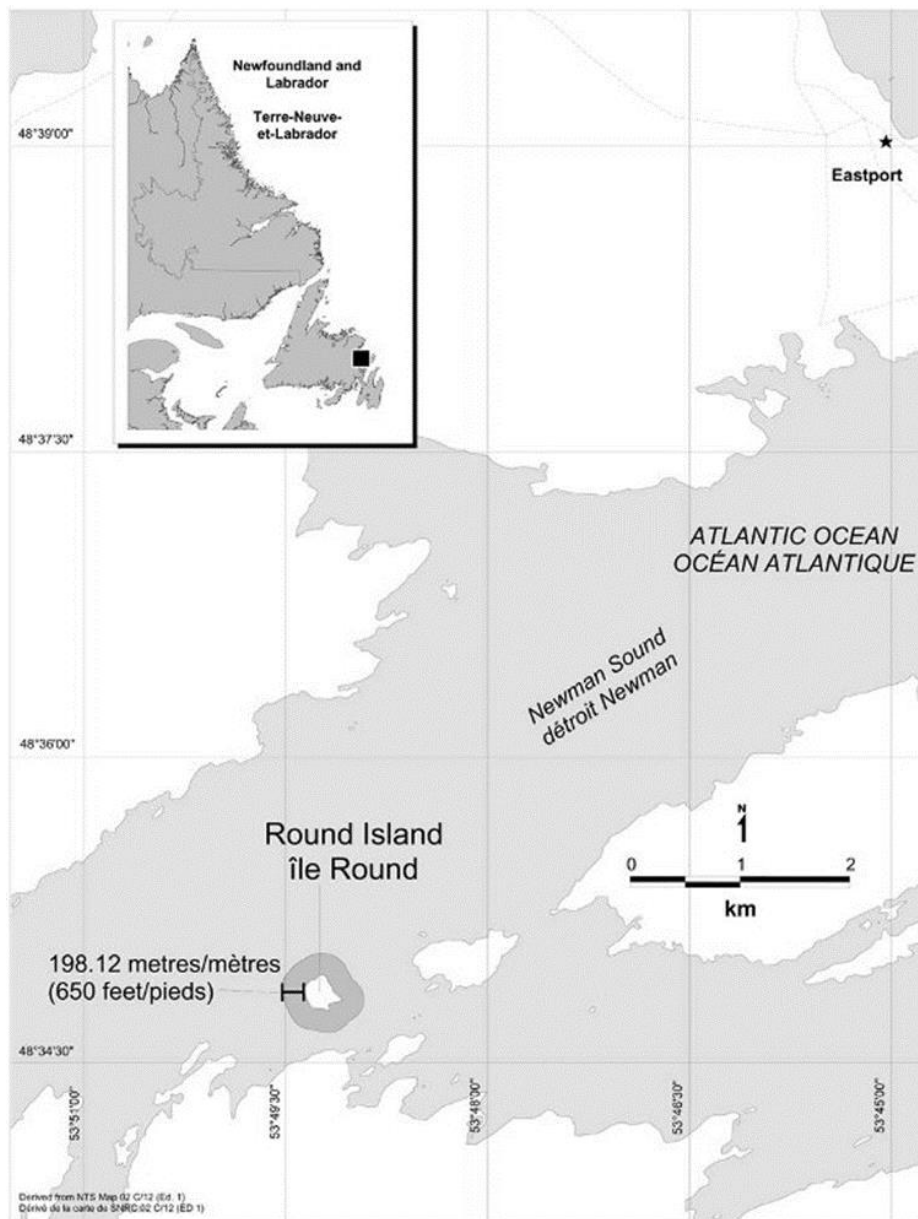 Newfoundland and
Labrador
Terre-Neuve-
et-Labrador
48°39'00"
Eastport
48°37'30"
ATLANTIC OCEAN
OCÉAN ATLANTIQUE
Newman Sound
détroit Newman
48°36'00"
Round Island
île Round
N
0 1 2
km
198.12 metres/mètres
(650 feet/pieds)
48°34'30"
53°51'00"
53°49'30"
53°48'00"
53°46'30"
53°45'00"
Derived from NTS Map 02 C/12 (Ed. 1)
Dérivé de la carte de SNRC 02 C/12 (ED 1)